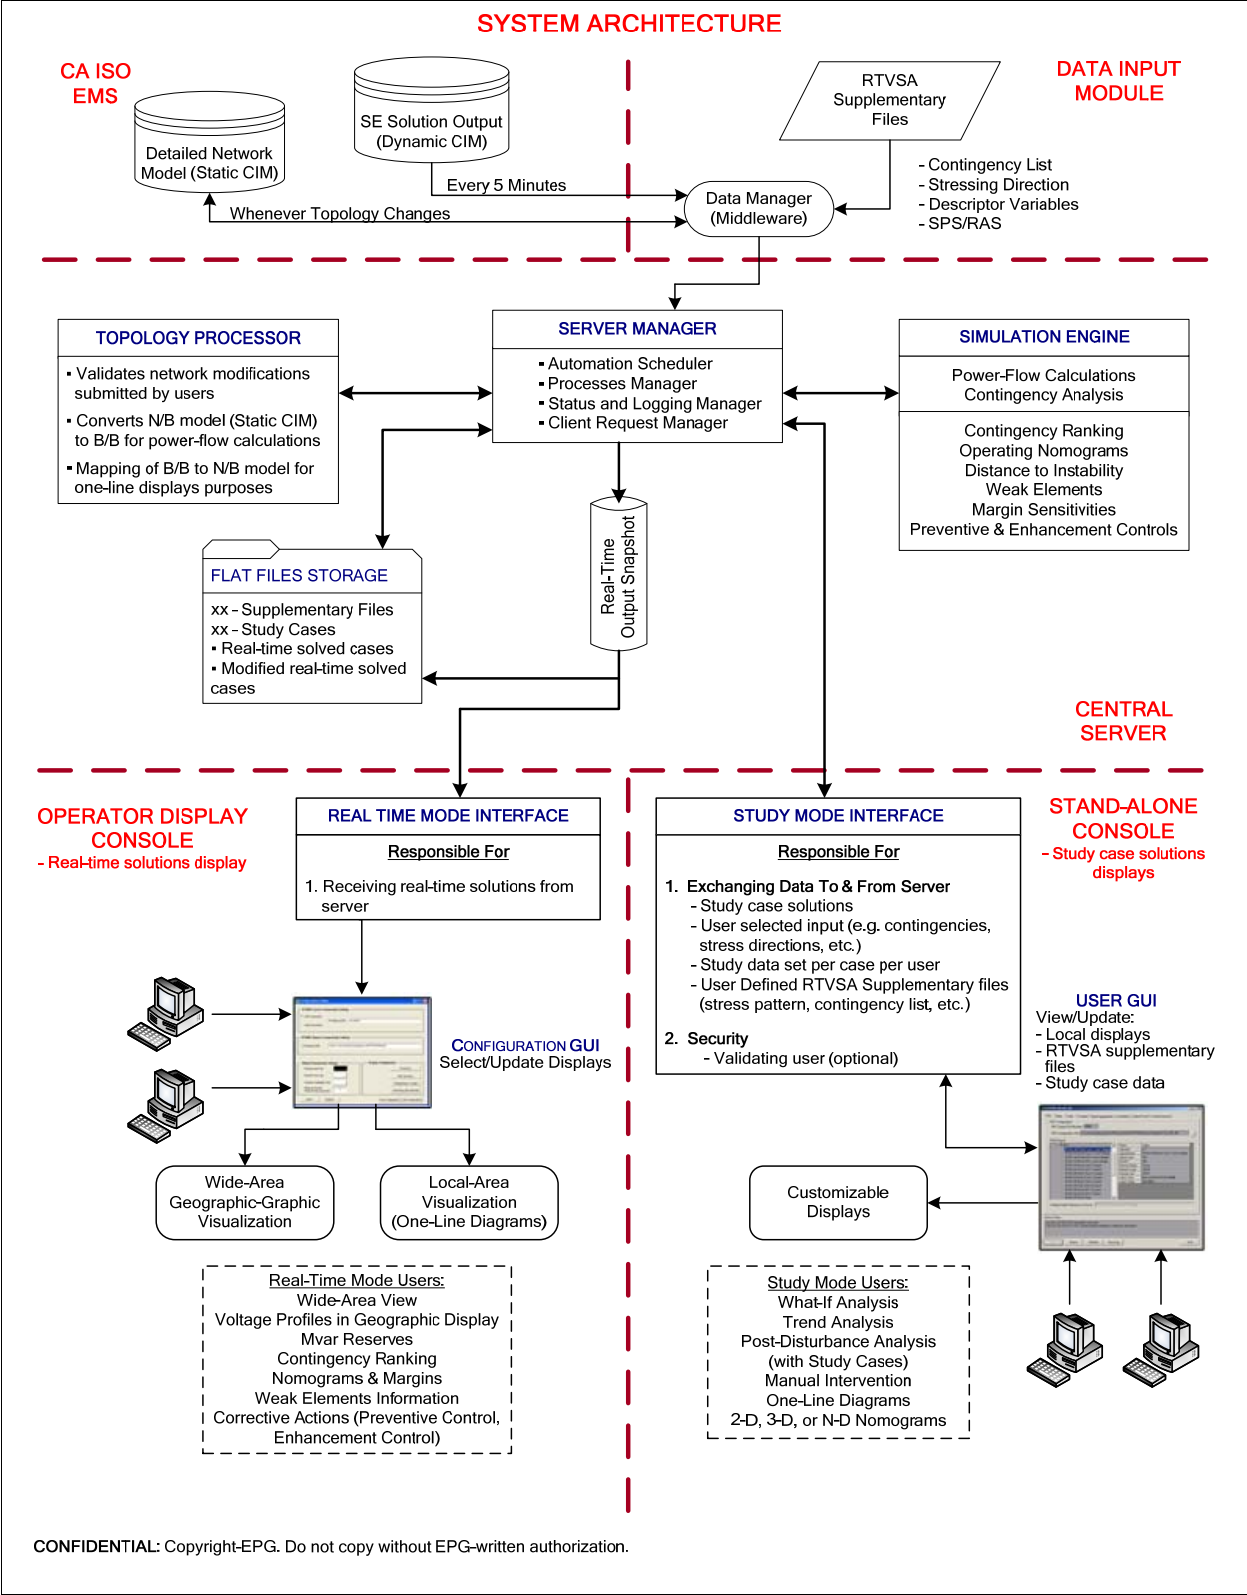 SYSTEM ARCHITECTURE
CA ISO
EMS
DATA INPUT
MODULE
SE Solution Output
(Dynamic CIM)
Detailed Network
Model (Static CIM)
RTVSA
Supplementary
Files
Every 5 Minutes
Whenever Topology Changes
Data Manager
(Middleware)
- Contingency List
- Stressing Direction
- Descriptor Variables
- SPS/RAS
TOPOLOGY PROCESSOR
▪ Validates network modifications
submitted by users
▪ Converts N/B model (Static CIM)
to B/B for power-flow calculations
▪ Mapping of B/B to N/B model for
one-line displays purposes
SERVER MANAGER
▪ Automation Scheduler
▪ Processes Manager
▪ Status and Logging Manager
▪ Client Request Manager
SIMULATION ENGINE
Power-Flow Calculations
Contingency Analysis
Contingency Ranking
Operating Nomograms
Distance to Instability
Weak Elements
Margin Sensitivities
Preventive & Enhancement Controls
Real-Time
Output Snapshot
FLAT FILES STORAGE
xx - Supplementary Files
xx - Study Cases
▪ Real-time solved cases
▪ Modified real-time solved
cases
CENTRAL
SERVER
OPERATOR DISPLAY
CONSOLE
- Real-time solutions display
REAL TIME MODE INTERFACE
Responsible For
1. Receiving real-time solutions from
server
STUDY MODE INTERFACE
Responsible For
1. Exchanging Data To & From Server
- Study case solutions
- User selected input (e.g. contingencies,
stress directions, etc.)
- Study data set per case per user
- User Defined RTVSA Supplementary files
(stress pattern, contingency list, etc.)
2. Security
- Validating user (optional)
STAND-ALONE
CONSOLE
- Study case solutions
displays
CONFIGURATION GUI
Select/Update Displays
USER GUI
View/Update:
- Local displays
- RTVSA supplementary
files
- Study case data
Wide-Area
Geographic-Graphic
Visualization
Local-Area
Visualization
(One-Line Diagrams)
Customizable
Displays
Real-Time Mode Users:
Wide-Area View
Voltage Profiles in Geographic Display
Mvar Reserves
Contingency Ranking
Nomograms & Margins
Weak Elements Information
Corrective Actions (Preventive Control,
Enhancement Control)
Study Mode Users:
What-If Analysis
Trend Analysis
Post-Disturbance Analysis
(with Study Cases)
Manual Intervention
One-Line Diagrams
2-D, 3-D, or N-D Nomograms
CONFIDENTIAL: Copyright-EPG. Do not copy without EPG-written authorization.